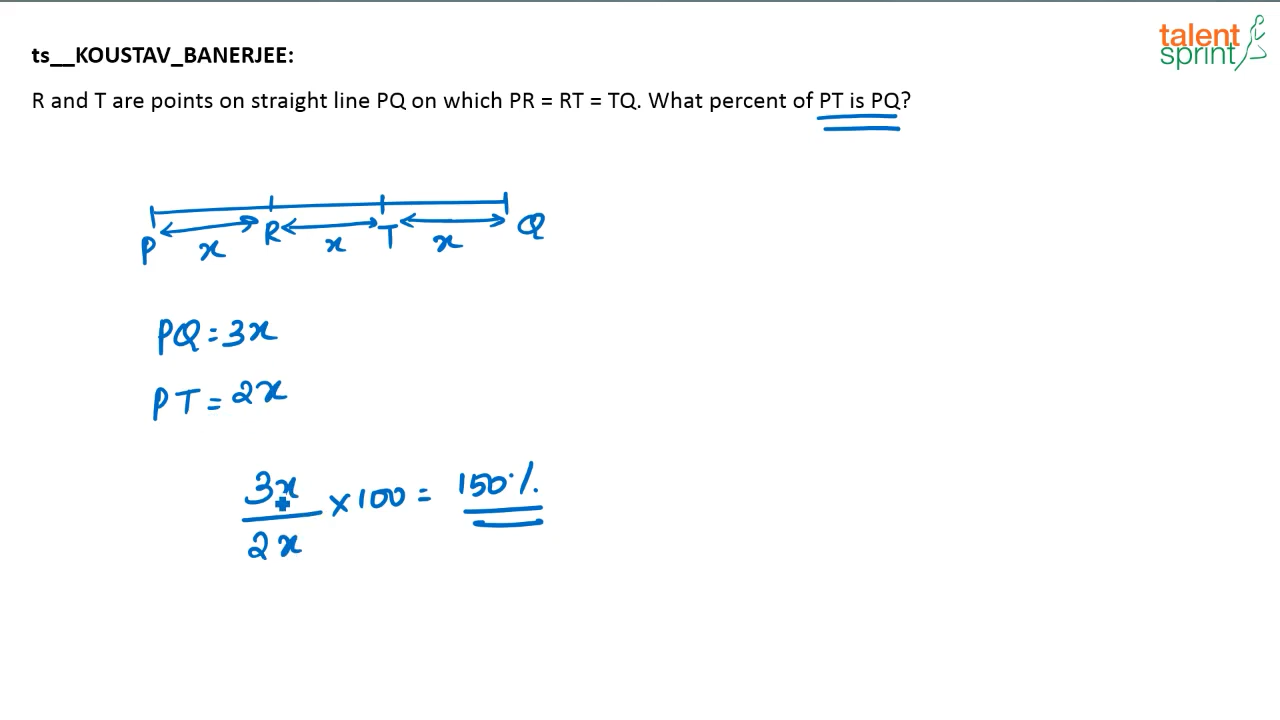 talent
sprint
ts__KOUSTAV_BANERJEE:
R and T are points on straight line PQ on which PR = RT = TQ. What percent of PT is PQ?
P x R x T x Q
PQ = 3x
PT = 2x
3x
× 100 = 150%
2x